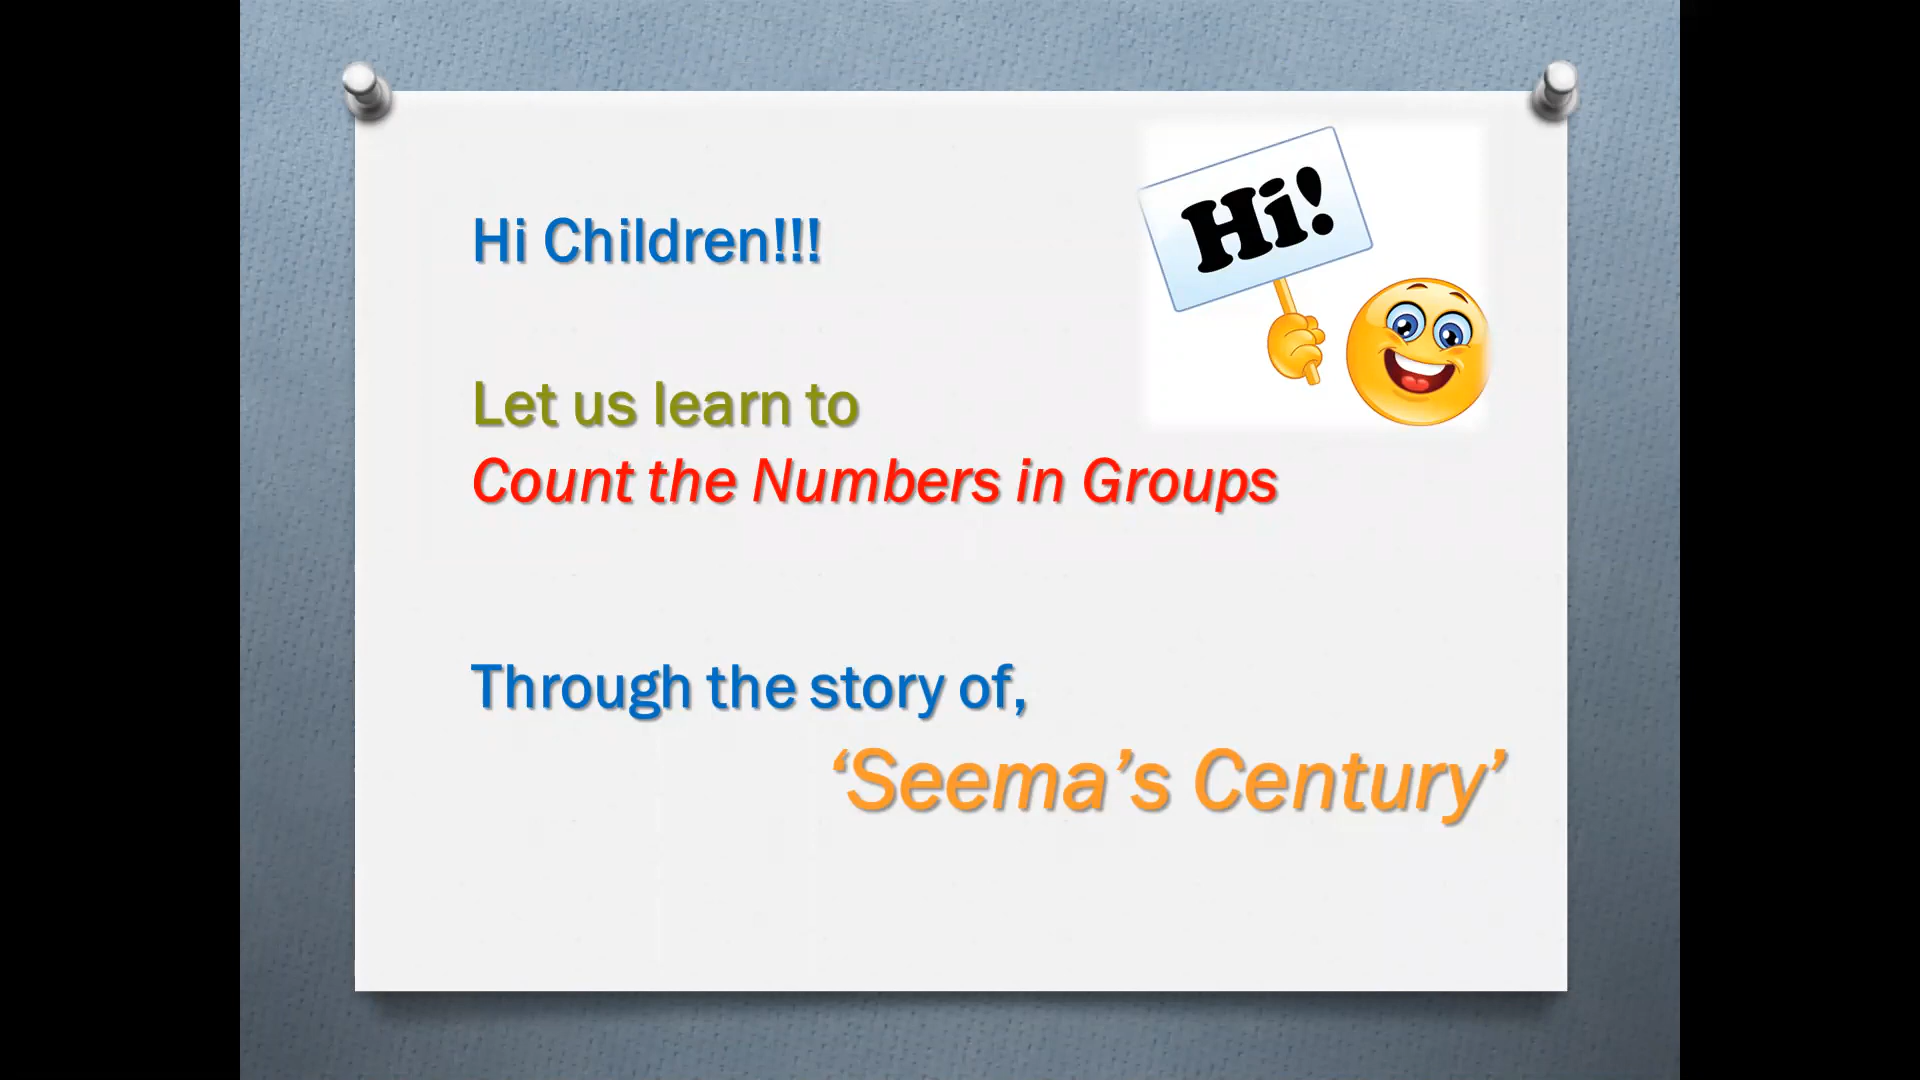 Hi!
Hi Children!!!
Let us learn to
Count the Numbers in Groups
Through the story of,
‘Seema’s Century’